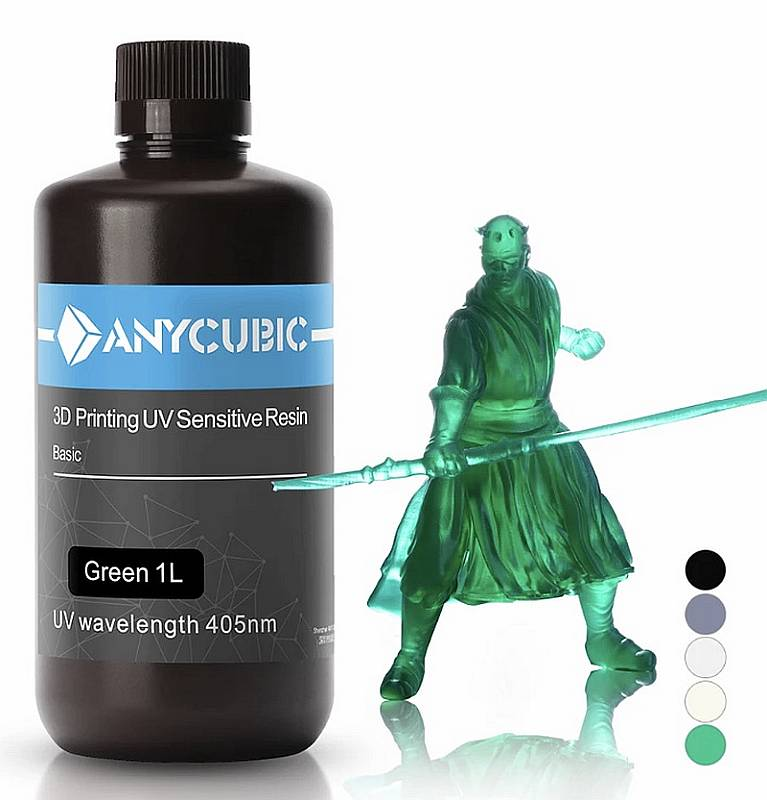 ANYCUBIC
3D Printing UV Sensitive Resin
Basic
Green 1L
UV wavelength 405nm